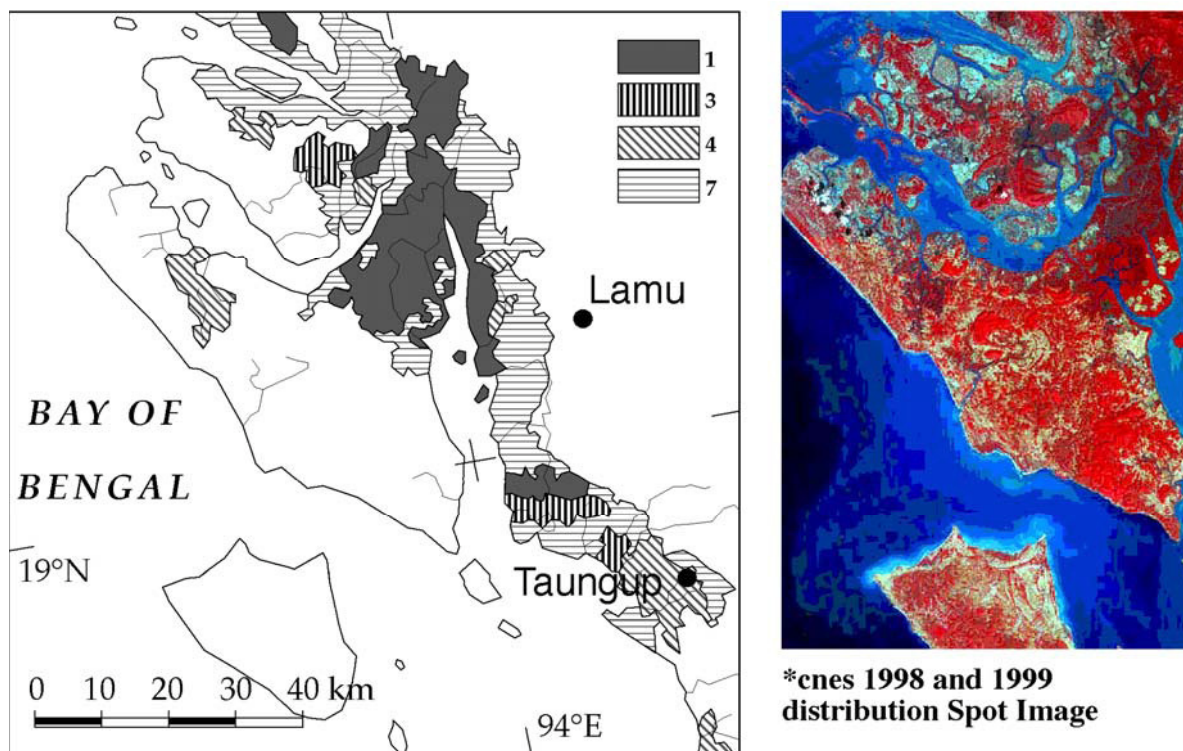 1
3
4
7
Lamu
BAY OF
BENGAL
19°N
Taungup
0 10 20 30 40 km
94°E
*cnes 1998 and 1999
distribution Spot Image